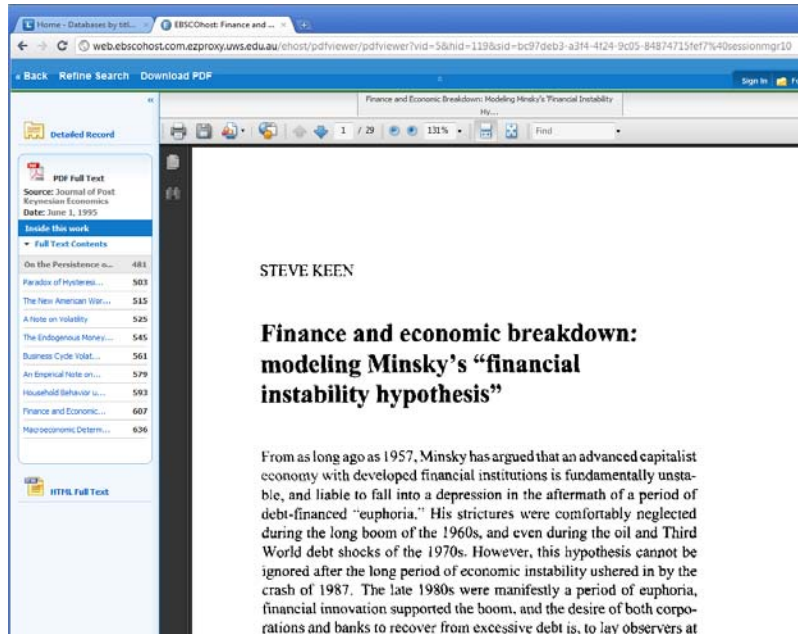 Home - Databases by titl...
EBSCOhost: Finance and ...
web.ebscohost.com.ezproxy.uws.edu.au/ehost/pdfviewer/pdfviewer?vid=5&hid=119&sid=bc97deb3-a3f4-4f24-9c05-84874715fef7%40sessionmgr10
« Back Refine Search Download PDF
Sign In
Finance and Economic Breakdown: Modeling Minsky's 'Financial Instability
Hy...
«
Detailed Record
1 / 29 131% Find
PDF Full Text
Source: Journal of Post
Keynesian Economics
Date: June 1, 1995
Inside this work
Full Text Contents
On the Persistence o... 481
Paradox of Hysteresi... 503
The New American Wor... 515
A Note on Volatility 525
The Endogenous Money... 545
Business Cycle Volat... 561
An Empirical Note on... 579
Household Behavior u... 593
Finance and Economic... 607
Macroeconomic Determ... 636
HTML Full Text
STEVE KEEN
Finance and economic breakdown:
modeling Minsky's “financial
instability hypothesis”
From as long ago as 1957, Minsky has argued that an advanced capitalist
economy with developed financial institutions is fundamentally unsta-
ble, and liable to fall into a depression in the aftermath of a period of
debt-financed “euphoria.” His strictures were comfortably neglected
during the long boom of the 1960s, and even during the oil and Third
World debt shocks of the 1970s. However, this hypothesis cannot be
ignored after the long period of economic instability ushered in by the
crash of 1987. The late 1980s were manifestly a period of euphoria,
financial innovation supported the boom, and the desire of both corpo-
rations and banks to recover from excessive debt is, to lay observers at